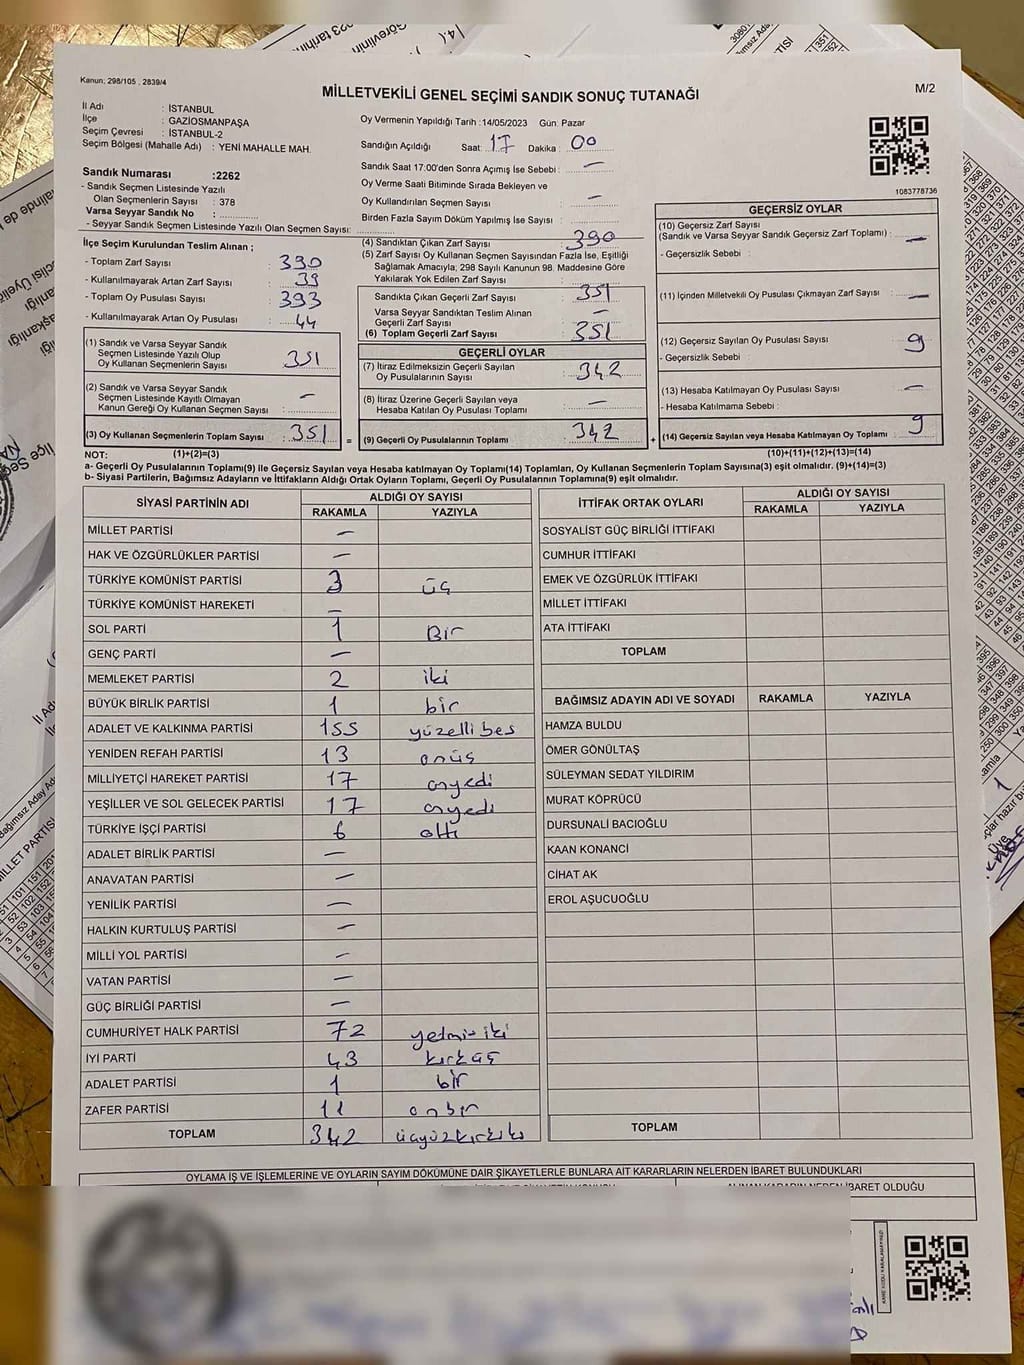 Kanun; 298/105 , 2839/4
MİLLETVEKİLİ GENEL SEÇİMİ SANDIK SONUÇ TUTANAĞI
M/2
İl Adı : İSTANBUL
İlçe : GAZİOSMANPAŞA
Seçim Çevresi : İSTANBUL-2
Seçim Bölgesi (Mahalle Adı) : YENİ MAHALLE MAH.
Oy Vermenin Yapıldığı Tarih :14/05/2023 Gün: Pazar
Sandığın Açıldığı Saat: 17 Dakika: 00
Sandık Saat 17:00'den Sonra Açımış İse Sebebi : —
Oy Verme Saati Bitiminde Sırada Bekleyen ve
Oy Kullandırılan Seçmen Sayısı : —
Birden Fazla Sayım Döküm Yapılmış İse Sayısı :
1083778736
Sandık Numarası :2262
- Sandık Seçmen Listesinde Yazılı
Olan Seçmenlerin Sayısı : 378
Varsa Seyyar Sandık No :
- Seyyar Sandık Seçmen Listesinde Yazılı Olan Seçmen Sayısı:
İlçe Seçim Kurulundan Teslim Alınan ;
- Toplam Zarf Sayısı : 390
- Kullanılmayarak Artan Zarf Sayısı : 39
- Toplam Oy Pusulası Sayısı : 393
- Kullanılmayarak Artan Oy Pusulası : 44
(1) Sandık ve Varsa Seyyar Sandık
Seçmen Listesinde Yazılı Olup
Oy Kullanan Seçmenlerin Sayısı : 351
(2) Sandık ve Varsa Seyyar Sandık
Seçmen Listesinde Kayıtlı Olmayan
Kanun Gereği Oy Kullanan Seçmen Sayısı : —
(3) Oy Kullanan Seçmenlerin Toplam Sayısı : 351 =
(4) Sandıktan Çıkan Zarf Sayısı : 390
(5) Zarf Sayısı Oy Kullanan Seçmen Sayısından Fazla İse, Eşitliği
Sağlamak Amacıyla; 298 Sayılı Kanunun 98. Maddesine Göre
Yakılarak Yok Edilen Zarf Sayısı :
Sandıkta Çıkan Geçerli Zarf Sayısı : 351
Varsa Seyyar Sandıktan Teslim Alınan
Geçerli Zarf Sayısı : —
(6) Toplam Geçerli Zarf Sayısı : 351
GEÇERLİ OYLAR
(7) İtiraz Edilmeksizin Geçerli Sayılan
Oy Pusulalarının Sayısı : 342
(8) İtiraz Üzerine Geçerli Sayılan veya
Hesaba Katılan Oy Pusulası Toplamı : —
(9) Geçerli Oy Pusulalarının Toplamı : 342 +
GEÇERSİZ OYLAR
(10) Geçersiz Zarf Sayısı
(Sandık ve Varsa Seyyar Sandık Geçersiz Zarf Toplamı) : —
- Geçersizlik Sebebi :
(11) İçinden Milletvekili Oy Pusulası Çıkmayan Zarf Sayısı : —
(12) Geçersiz Sayılan Oy Pusulası Sayısı : 9
- Geçersizlik Sebebi :
(13) Hesaba Katılmayan Oy Pusulası Sayısı : —
- Hesaba Katılmama Sebebi :
(14) Geçersiz Sayılan veya Hesaba Katılmayan Oy Toplamı : 9
NOT: (1)+(2)=(3) (10)+(11)+(12)+(13)=(14)
a- Geçerli Oy Pusulalarının Toplamı(9) ile Geçersiz Sayılan veya Hesaba katılmayan Oy Toplamı(14) Toplamları, Oy Kullanan Seçmenlerin Toplam Sayısına(3) eşit olmalıdır. (9)+(14)=(3)
b- Siyasi Partilerin, Bağımsız Adayların ve İttifakların Aldığı Ortak Oyların Toplamı, Geçerli Oy Pusulalarının Toplamına(9) eşit olmalıdır.
SİYASİ PARTİNİN ADI ALDIĞI OY SAYISI
RAKAMLA YAZIYLA
MİLLET PARTİSİ —
HAK VE ÖZGÜRLÜKLER PARTİSİ —
TÜRKİYE KOMÜNİST PARTİSİ 3 üç
TÜRKİYE KOMÜNİST HAREKETİ —
SOL PARTİ 1 Bir
GENÇ PARTİ —
MEMLEKET PARTİSİ 2 iki
BÜYÜK BİRLİK PARTİSİ 1 bir
ADALET VE KALKINMA PARTİSİ 155 yüzelli bes
YENİDEN REFAH PARTİSİ 13 onüş
MİLLİYETÇİ HAREKET PARTİSİ 17 onyedi
YEŞİLLER VE SOL GELECEK PARTİSİ 17 onyedi
TÜRKİYE İŞÇİ PARTİSİ 6 altı
ADALET BİRLİK PARTİSİ —
ANAVATAN PARTİSİ —
YENİLİK PARTİSİ —
HALKIN KURTULUŞ PARTİSİ —
MİLLİ YOL PARTİSİ —
VATAN PARTİSİ —
GÜÇ BİRLİĞİ PARTİSİ —
CUMHURİYET HALK PARTİSİ 72 yetmişiki
İYİ PARTİ 43 kırküç
ADALET PARTİSİ 1 bir
ZAFER PARTİSİ 11 onbir
TOPLAM 342 üçyüzkırkiki
İTTİFAK ORTAK OYLARI ALDIĞI OY SAYISI
RAKAMLA YAZIYLA
SOSYALİST GÜÇ BİRLİĞİ İTTİFAKI
CUMHUR İTTİFAKI
EMEK VE ÖZGÜRLÜK İTTİFAKI
MİLLET İTTİFAKI
ATA İTTİFAKI
TOPLAM
BAĞIMSIZ ADAYIN ADI VE SOYADI RAKAMLA YAZIYLA
HAMZA BULDU
ÖMER GÖNÜLTAŞ
SÜLEYMAN SEDAT YILDIRIM
MURAT KÖPRÜCÜ
DURSUNALİ BACIOĞLU
KAAN KONANCİ
CİHAT AK
EROL AŞUCUOĞLU
TOPLAM
OYLAMA İŞ VE İŞLEMLERİNE VE OYLARIN SAYIM DÖKÜMÜNE DAİR ŞİKAYETLERLE BUNLARA AİT KARARLARIN NELERDEN İBARET BULUNDUKLARI
ALINAN KARARIN NEDEN İBARET OLDUĞU